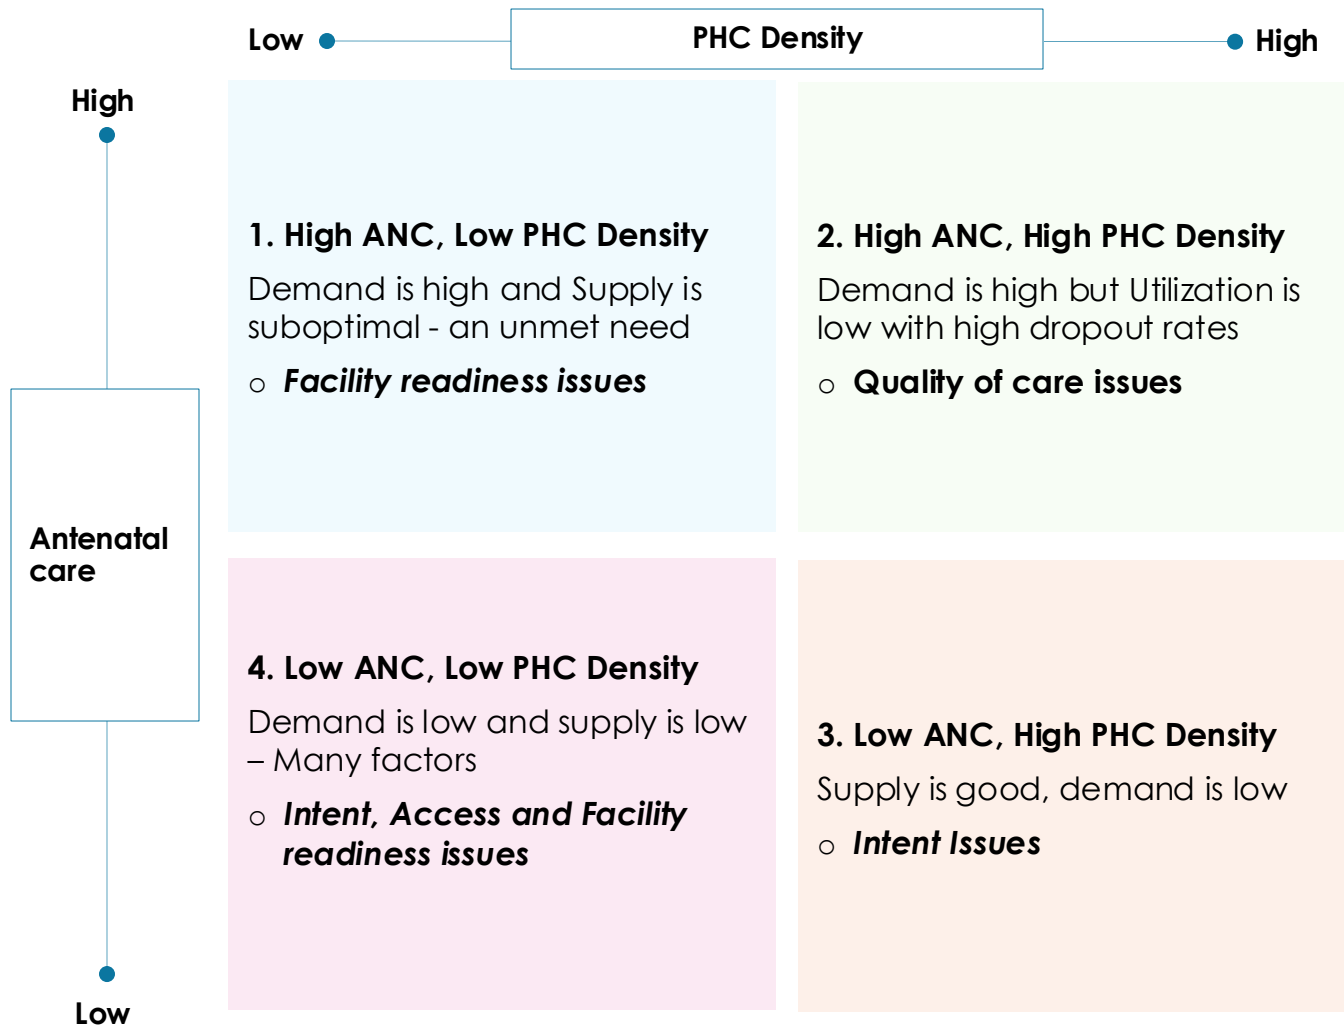 Low
PHC Density
High
High
Antenatal
care
Low
1. High ANC, Low PHC Density
Demand is high and Supply is
suboptimal - an unmet need
o Facility readiness issues
2. High ANC, High PHC Density
Demand is high but Utilization is
low with high dropout rates
o Quality of care issues
4. Low ANC, Low PHC Density
Demand is low and supply is low
– Many factors
o Intent, Access and Facility
readiness issues
3. Low ANC, High PHC Density
Supply is good, demand is low
o Intent Issues